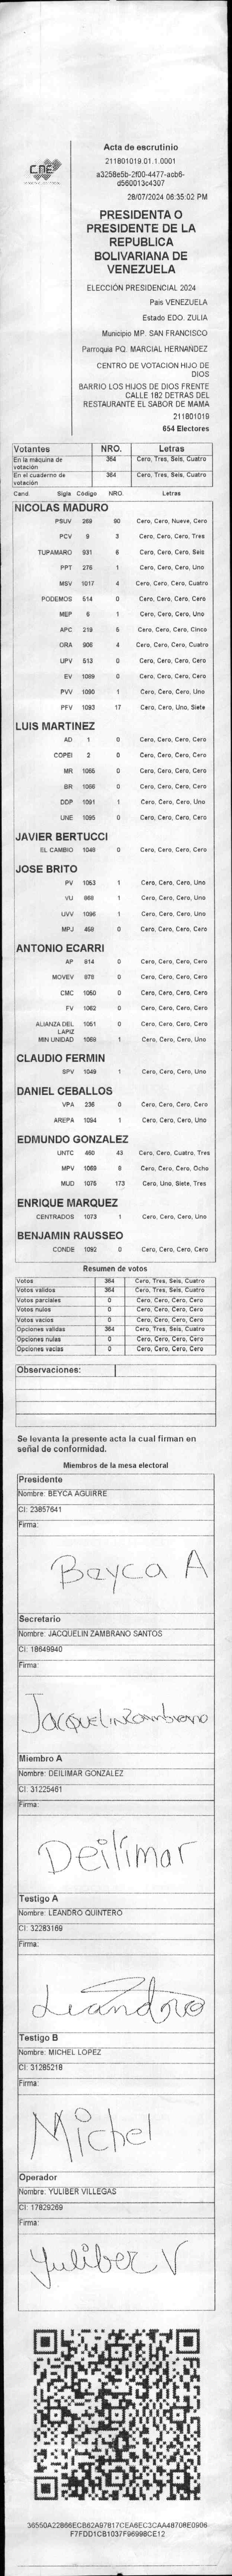 CNE
Acta de escrutinio
211801019.01.1.0001
a3258e5b-2f00-4477-acb6-
d560013c4307
28/07/2024 06:35:02 PM
PRESIDENTA O
PRESIDENTE DE LA
REPUBLICA
BOLIVARIANA DE
VENEZUELA
ELECCIÓN PRESIDENCIAL 2024
País VENEZUELA
Estado EDO. ZULIA
Municipio MP. SAN FRANCISCO
Parroquia PQ. MARCIAL HERNÁNDEZ
CENTRO DE VOTACION HIJO DE
DIOS
BARRIO LOS HIJOS DE DIOS FRENTE
CALLE 182 DETRAS DEL
RESTAURANTE EL SABOR DE MAMA
211801019
654 Electores
Votantes NRO. Letras
En la máquina de votación 364 Cero, Tres, Seis, Cuatro
En el cuaderno de votación 364 Cero, Tres, Seis, Cuatro
Cand. Sigla Código NRO. Letras
NICOLAS MADURO
PSUV 269 90 Cero, Cero, Nueve, Cero
PCV 9 3 Cero, Cero, Cero, Tres
TUPAMARO 931 6 Cero, Cero, Cero, Seis
PPT 276 1 Cero, Cero, Cero, Uno
MSV 1017 4 Cero, Cero, Cero, Cuatro
PODEMOS 514 0 Cero, Cero, Cero, Cero
MEP 6 1 Cero, Cero, Cero, Uno
APC 219 5 Cero, Cero, Cero, Cinco
ORA 906 4 Cero, Cero, Cero, Cuatro
UPV 513 0 Cero, Cero, Cero, Cero
EV 1089 0 Cero, Cero, Cero, Cero
PVV 1090 1 Cero, Cero, Cero, Uno
PFV 1093 17 Cero, Cero, Uno, Siete
LUIS MARTINEZ
AD 1 0 Cero, Cero, Cero, Cero
COPEI 2 0 Cero, Cero, Cero, Cero
MR 1055 0 Cero, Cero, Cero, Cero
BR 1066 0 Cero, Cero, Cero, Cero
DDP 1091 1 Cero, Cero, Cero, Uno
UNE 1095 0 Cero, Cero, Cero, Cero
JAVIER BERTUCCI
EL CAMBIO 1048 0 Cero, Cero, Cero, Cero
JOSE BRITO
PV 1053 1 Cero, Cero, Cero, Uno
VU 868 1 Cero, Cero, Cero, Uno
UVV 1096 1 Cero, Cero, Cero, Uno
MPJ 459 0 Cero, Cero, Cero, Cero
ANTONIO ECARRI
AP 814 0 Cero, Cero, Cero, Cero
MOVEV 978 0 Cero, Cero, Cero, Cero
CMC 1050 0 Cero, Cero, Cero, Cero
FV 1062 0 Cero, Cero, Cero, Cero
ALIANZA DEL LAPIZ 1051 0 Cero, Cero, Cero, Cero
MIN UNIDAD 1069 1 Cero, Cero, Cero, Uno
CLAUDIO FERMIN
SPV 1049 1 Cero, Cero, Cero, Uno
DANIEL CEBALLOS
VPA 236 0 Cero, Cero, Cero, Cero
AREPA 1094 1 Cero, Cero, Cero, Uno
EDMUNDO GONZALEZ
UNTC 460 43 Cero, Cero, Cuatro, Tres
MPV 1069 8 Cero, Cero, Cero, Ocho
MUD 1075 173 Cero, Uno, Siete, Tres
ENRIQUE MARQUEZ
CENTRADOS 1073 1 Cero, Cero, Cero, Uno
BENJAMIN RAUSSEO
CONDE 1092 0 Cero, Cero, Cero, Cero
Resumen de votos
Votos 364 Cero, Tres, Seis, Cuatro
Votos válidos 364 Cero, Tres, Seis, Cuatro
Votos parciales 0 Cero, Cero, Cero, Cero
Votos nulos 0 Cero, Cero, Cero, Cero
Votos vacíos 0 Cero, Cero, Cero, Cero
Opciones válidas 364 Cero, Tres, Seis, Cuatro
Opciones nulas 0 Cero, Cero, Cero, Cero
Opciones vacías 0 Cero, Cero, Cero, Cero
Observaciones:
Se levanta la presente acta la cual firman en
señal de conformidad.
Miembros de la mesa electoral
Presidente
Nombre: BEYCA AGUIRRE
CI: 23857641
Firma:
Beyca A
Secretario
Nombre: JACQUELIN ZAMBRANO SANTOS
CI: 18649940
Firma:
Jacquelin Zambrano
Miembro A
Nombre: DEILIMAR GONZALEZ
CI: 31225461
Firma:
Deilimar
Testigo A
Nombre: LEANDRO QUINTERO
CI: 32283169
Firma:
Leandro
Testigo B
Nombre: MICHEL LOPEZ
CI: 31285218
Firma:
Michel
Operador
Nombre: YULIBER VILLEGAS
CI: 17829269
Firma:
Yuliber V
36550A22B66ECB62A97817CEA6EC3CAA48708E0906
F7FDD1CB1037F96998CE12